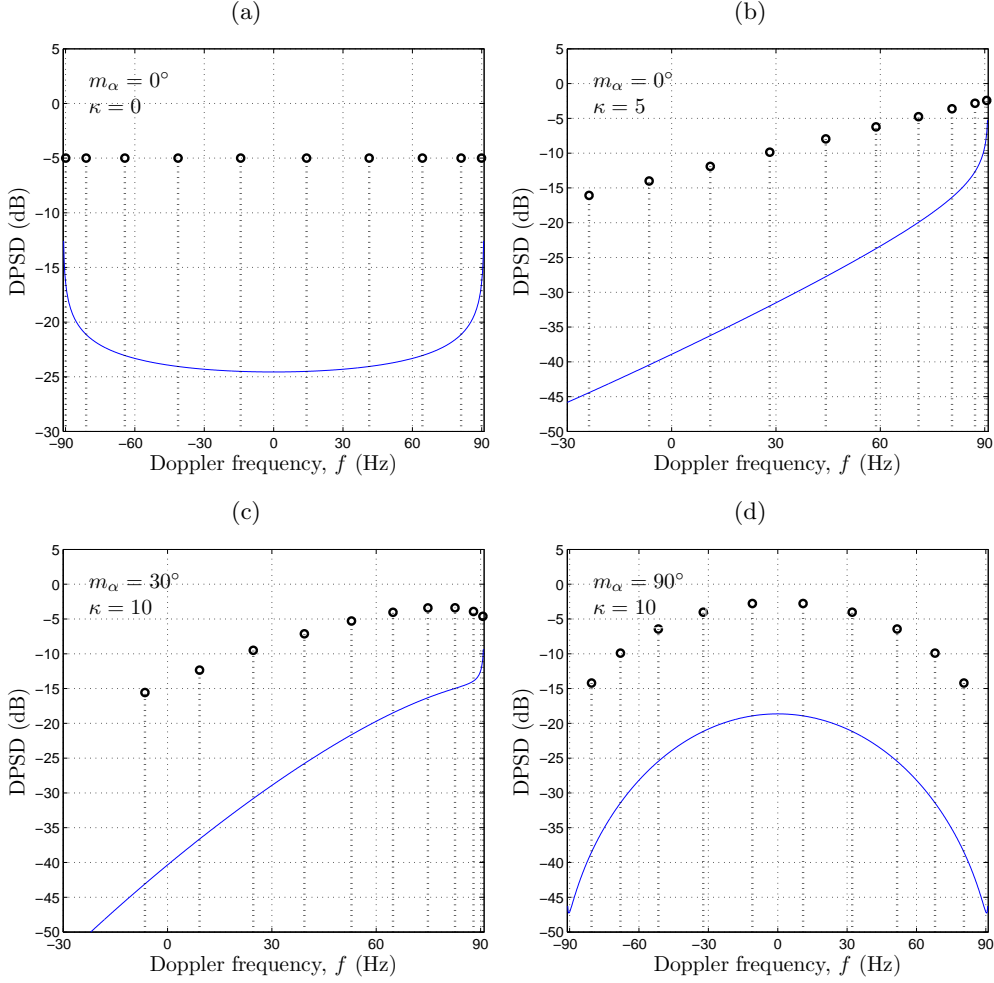 (a)
(b)
5
0
−5
−10
−15
−20
−25
−30
DPSD (dB)
m_α = 0°
κ = 0
−90 −60 −30 0 30 60 90
Doppler frequency, f (Hz)
5
0
−5
−10
−15
−20
−25
−30
−35
−40
−45
−50
DPSD (dB)
m_α = 0°
κ = 5
−30 0 30 60 90
Doppler frequency, f (Hz)
(c)
(d)
5
0
−5
−10
−15
−20
−25
−30
−35
−40
−45
−50
DPSD (dB)
m_α = 30°
κ = 10
−30 0 30 60 90
Doppler frequency, f (Hz)
5
0
−5
−10
−15
−20
−25
−30
−35
−40
−45
−50
DPSD (dB)
m_α = 90°
κ = 10
−90 −60 −30 0 30 60 90
Doppler frequency, f (Hz)